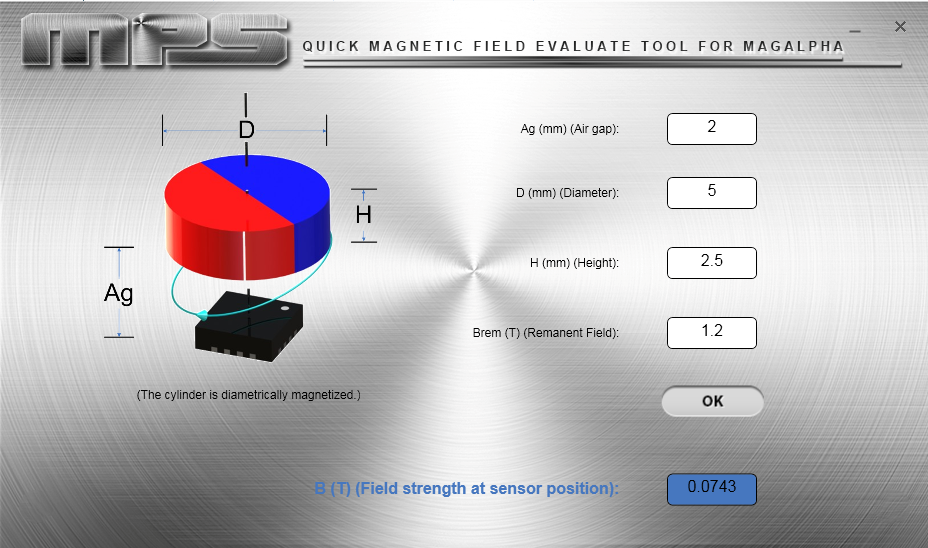 mps
QUICK MAGNETIC FIELD EVALUATE TOOL FOR MAGALPHA
D
H
Ag
(The cylinder is diametrically magnetized.)
Ag (mm) (Air gap): 2
D (mm) (Diameter): 5
H (mm) (Height): 2.5
Brem (T) (Remanent Field): 1.2
OK
B (T) (Field strength at sensor position): 0.0743